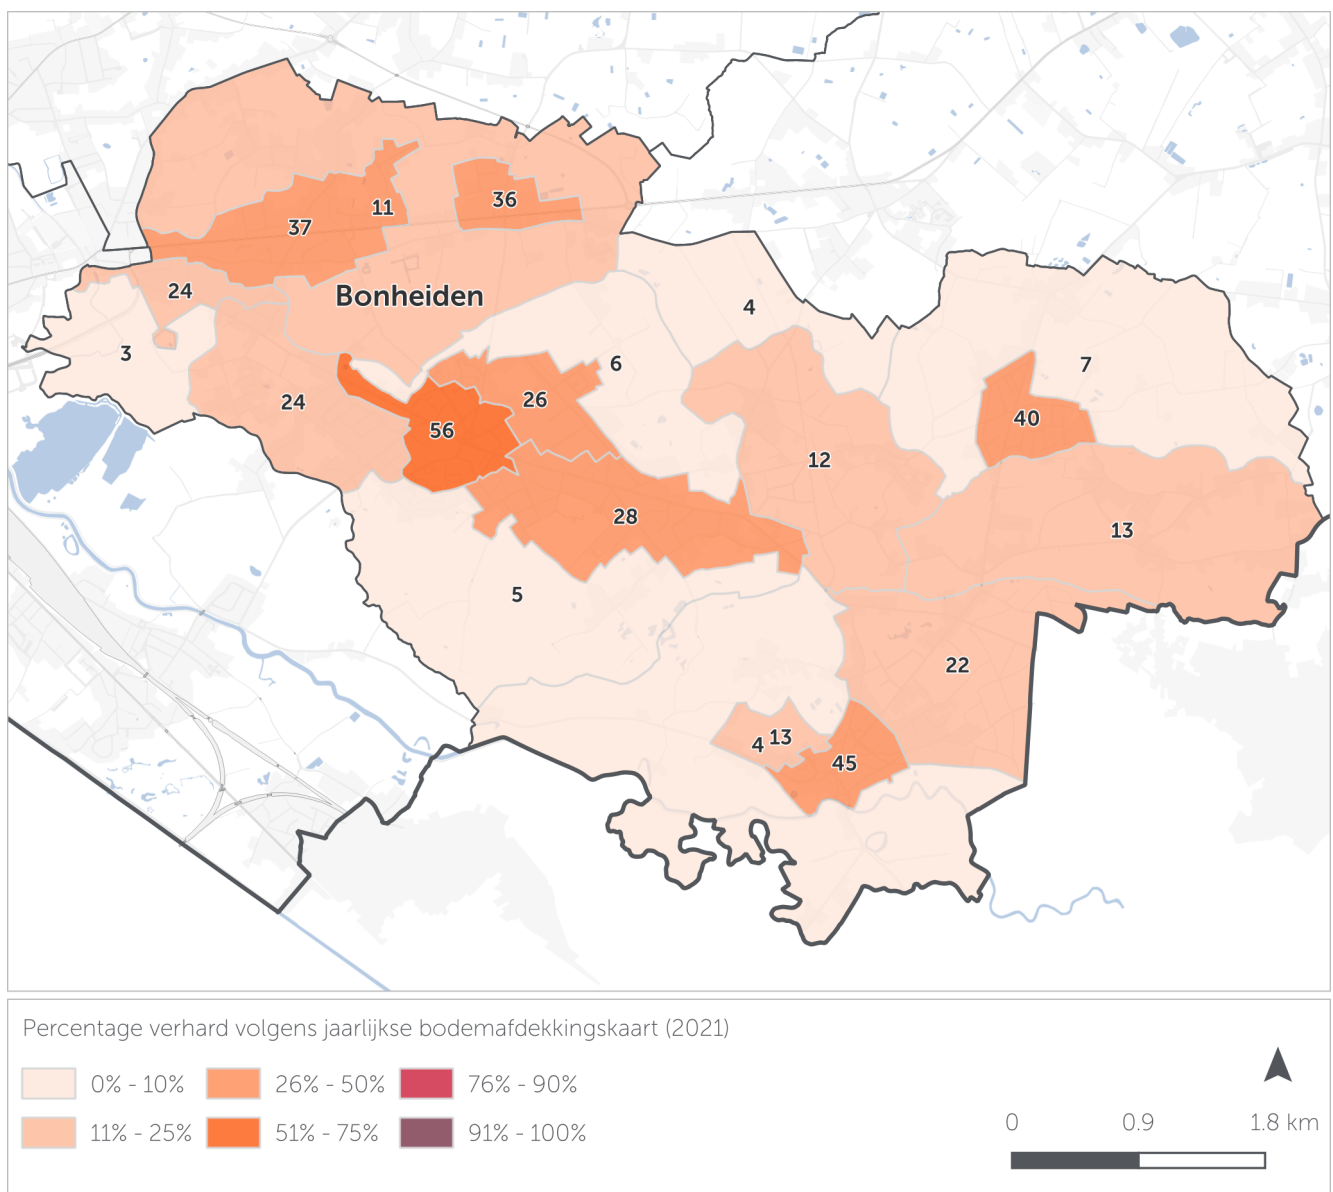 11
36
37
24
Bonheiden
4
3
6
7
24
26
40
56
12
28
13
5
22
4
13
45
Percentage verhard volgens jaarlijkse bodemafdekkingskaart (2021)
0% - 10%
26% - 50%
76% - 90%
11% - 25%
51% - 75%
91% - 100%
0
0.9
1.8 km